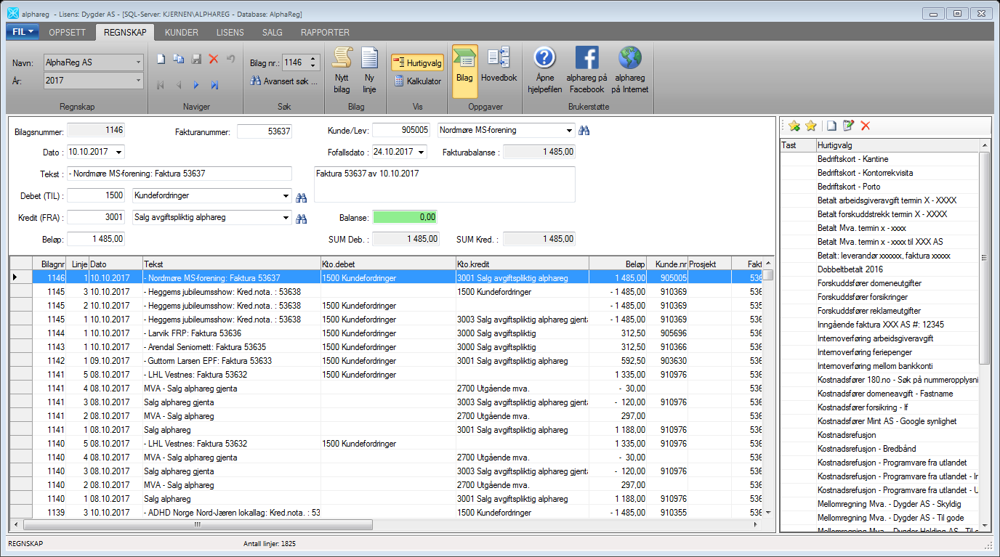 alphareg - Lisens: Dygder AS - [SQL-Server: KJERNEN\ALPHAREG - Database: AlphaReg]
FIL OPPSETT REGNSKAP KUNDER LISENS SALG RAPPORTER
Navn: AlphaReg AS
År: 2017
Regnskap
Naviger
Bilag nr.: 1146
Avansert søk ...
Søk
Nytt bilag
Ny linje
Bilag
Hurtigvalg
Kalkulator
Vis
Bilag
Hovedbok
Oppgaver
Åpne hjelpefilen
alphareg på Facebook
alphareg på Internet
Brukerstøtte
Bilagsnummer: 1146 Fakturanummer: 53637 Kunde/Lev: 905005 Nordmøre MS-forening
Dato : 10.10.2017 Fofallsdato : 24.10.2017 Fakturabalanse : 1 485,00
Tekst : - Nordmøre MS-forening: Faktura 53637 Faktura 53637 av 10.10.2017
Debet (TIL) : 1500 Kundefordringer
Kredit (FRA) : 3001 Salg avgiftspliktig alphareg Balanse: 0,00
Beløp: 1 485,00 SUM Deb. : 1 485,00 SUM Kred. : 1 485,00
Bilagnr Linje Dato Tekst Kto.debet Kto.kredit Beløp Kunde.nr Prosjekt Fakt
1146 1 10.10.2017 - Nordmøre MS-forening: Faktura 53637 1500 Kundefordringer 3001 Salg avgiftspliktig alphareg 1 485,00 905005 536
1145 3 10.10.2017 - Heggems jubileumsshow: Kred.nota. : 53638 1500 Kundefordringer - 1 485,00 910369 536
1145 2 10.10.2017 - Heggems jubileumsshow: Kred.nota. : 53638 1500 Kundefordringer - 1 485,00 910369 535
1145 1 10.10.2017 - Heggems jubileumsshow: Kred.nota. : 53638 1500 Kundefordringer 3003 Salg avgiftspliktig alphareg gjenta - 1 485,00 910369 536
1144 1 10.10.2017 - Larvik FRP: Faktura 53636 1500 Kundefordringer 3000 Salg avgiftspliktig 312,50 905696 536
1143 1 10.10.2017 - Arendal Seniornett: Faktura 53635 1500 Kundefordringer 3000 Salg avgiftspliktig 312,50 910366 536
1142 1 09.10.2017 - Guttorm Larsen EPF: Faktura 53633 1500 Kundefordringer 3001 Salg avgiftspliktig alphareg 592,50 903630 536
1141 5 08.10.2017 - LHL Vestnes: Faktura 53632 1500 Kundefordringer 1 335,00 910976 536
1141 4 08.10.2017 MVA - Salg alphareg gjenta 2700 Utgående mva. - 30,00 536
1141 3 08.10.2017 Salg alphareg gjenta 3003 Salg avgiftspliktig alphareg gjenta - 120,00 910976 536
1141 2 08.10.2017 MVA - Salg alphareg 2700 Utgående mva. 297,00 536
1141 1 08.10.2017 Salg alphareg 3001 Salg avgiftspliktig alphareg 1 188,00 910976 536
1140 5 08.10.2017 - LHL Vestnes: Faktura 53632 1500 Kundefordringer 1 335,00 910976 536
1140 4 08.10.2017 MVA - Salg alphareg gjenta 2700 Utgående mva. - 30,00 536
1140 3 08.10.2017 Salg alphareg gjenta 3003 Salg avgiftspliktig alphareg gjenta - 120,00 910976 536
1140 2 08.10.2017 MVA - Salg alphareg 2700 Utgående mva. 297,00 536
1140 1 08.10.2017 Salg alphareg 3001 Salg avgiftspliktig alphareg 1 188,00 910976 536
1139 3 10.10.2017 - ADHD Norge Nord-Jæren lokallag: Kred.nota. : 53 1500 Kundefordringer - 1 485,00 910355 536
Tast Hurtigvalg
Bedriftskort - Kantine
Bedriftskort - Kontorrekvisita
Bedriftskort - Porto
Betalt arbeidsgiveravgift termin X - XXXX
Betalt forskuddstrekk termin X - XXXX
Betalt Mva. termin x - xxxx
Betalt Mva. termin x - xxxx til XXX AS
Betalt: leverandør xxxxxx, faktura xxxxx
Dobbeltbetalt 2016
Forskuddsfører domeneutgifter
Forskuddsfører forsikringer
Forskuddsfører reklameutgifter
Inngående faktura XXX AS #: 12345
Internoverføring arbeidsgiveravgift
Internoverføring feriepenger
Internoverføring mellom bankkonti
Kostnadsfører 180.no - Søk på nummeropplysni
Kostnadsfører domeneavgift - Fastname
Kostnadsfører forsikring - If
Kostnadsfører Mint AS - Google synlighet
Kostnadsrefusjon
Kostnadsrefusjon - Bredbånd
Kostnadsrefusjon - Programvare fra utlandet
Kostnadsrefusjon - Programvare fra utlandet - Ir
Kostnadsrefusjon - Programvare fra utlandet - U
Mellomregning Mva. - Dygder AS - Skyldig
Mellomregning Mva. - Dygder AS - Til gode
Mellomregning Mva. - Dygder Holding AS - Til g
REGNSKAP Antall linjer: 1825